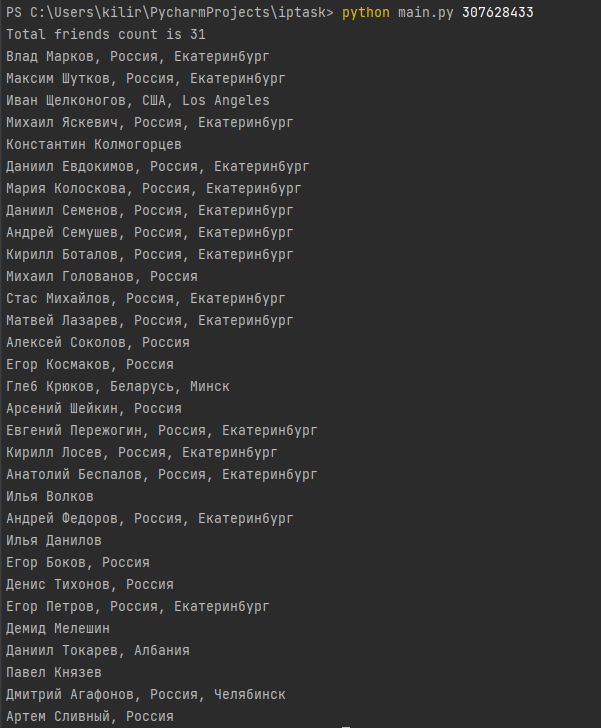 PS C:\Users\kilir\PycharmProjects\iptask> python main.py 307628433
Total friends count is 31
Влад Марков, Россия, Екатеринбург
Максим Шутков, Россия, Екатеринбург
Иван Щелконогов, США, Los Angeles
Михаил Яскевич, Россия, Екатеринбург
Константин Колмогорцев
Даниил Евдокимов, Россия, Екатеринбург
Мария Колоскова, Россия, Екатеринбург
Даниил Семенов, Россия, Екатеринбург
Андрей Семушев, Россия, Екатеринбург
Кирилл Боталов, Россия, Екатеринбург
Михаил Голованов, Россия
Стас Михайлов, Россия, Екатеринбург
Матвей Лазарев, Россия, Екатеринбург
Алексей Соколов, Россия
Егор Космаков, Россия
Глеб Крюков, Беларусь, Минск
Арсений Шейкин, Россия
Евгений Пережогин, Россия, Екатеринбург
Кирилл Лосев, Россия, Екатеринбург
Анатолий Беспалов, Россия, Екатеринбург
Илья Волков
Андрей Федоров, Россия, Екатеринбург
Илья Данилов
Егор Боков, Россия
Денис Тихонов, Россия
Егор Петров, Россия, Екатеринбург
Демид Мелешин
Даниил Токарев, Албания
Павел Князев
Дмитрий Агафонов, Россия, Челябинск
Артем Сливный, Россия